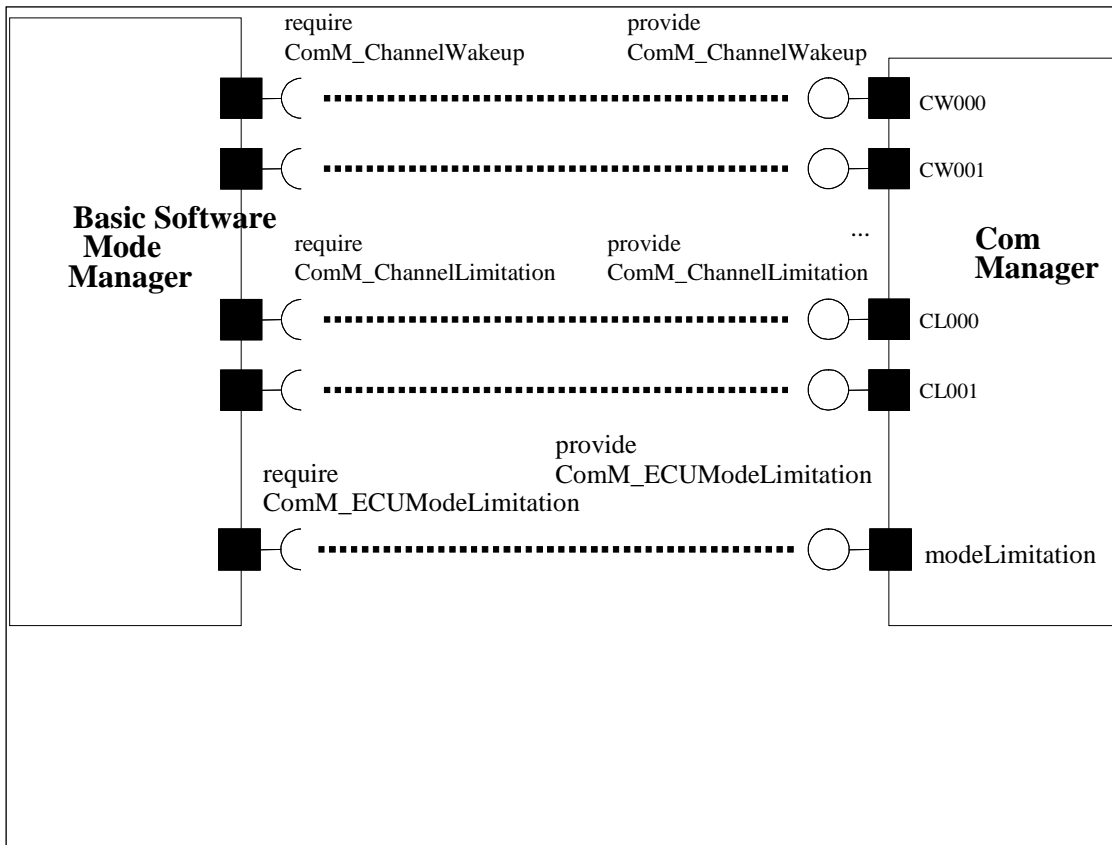 require
ComM_ChannelWakeup
provide
ComM_ChannelWakeup
CW000
CW001
Basic Software
Mode
Manager
require
ComM_ChannelLimitation
provide
ComM_ChannelLimitation
...
Com
Manager
CL000
CL001
require
ComM_ECUModeLimitation
provide
ComM_ECUModeLimitation
modeLimitation